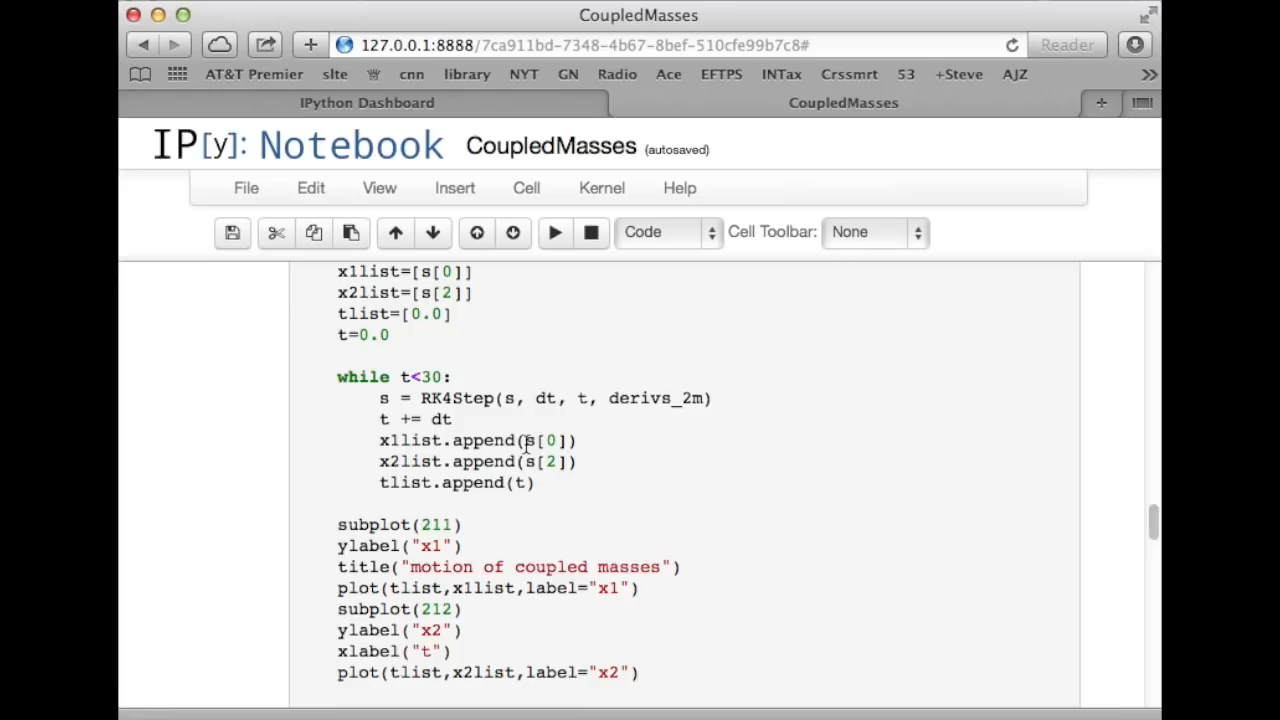 CoupledMasses
127.0.0.1:8888/7ca911bd-7348-4b67-8bef-510cfe99b7c8#
Reader
AT&T Premier slte cnn library NYT GN Radio Ace EFTPS INTax Crssmrt 53 +Steve AJZ
IPython Dashboard CoupledMasses
IP[y]: Notebook CoupledMasses (autosaved)
File Edit View Insert Cell Kernel Help
Code Cell Toolbar: None
x1list=[s[0]]
x2list=[s[2]]
tlist=[0.0]
t=0.0
while t<30:
s = RK4Step(s, dt, t, derivs_2m)
t += dt
x1list.append(s[0])
x2list.append(s[2])
tlist.append(t)
subplot(211)
ylabel("x1")
title("motion of coupled masses")
plot(tlist,x1list,label="x1")
subplot(212)
ylabel("x2")
xlabel("t")
plot(tlist,x2list,label="x2")